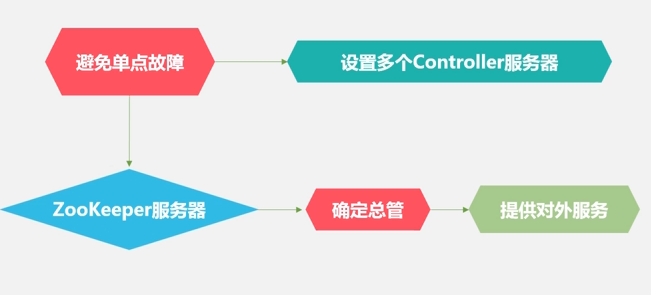 避免单点故障
设置多个Controller服务器
ZooKeeper服务器
确定总管
提供对外服务